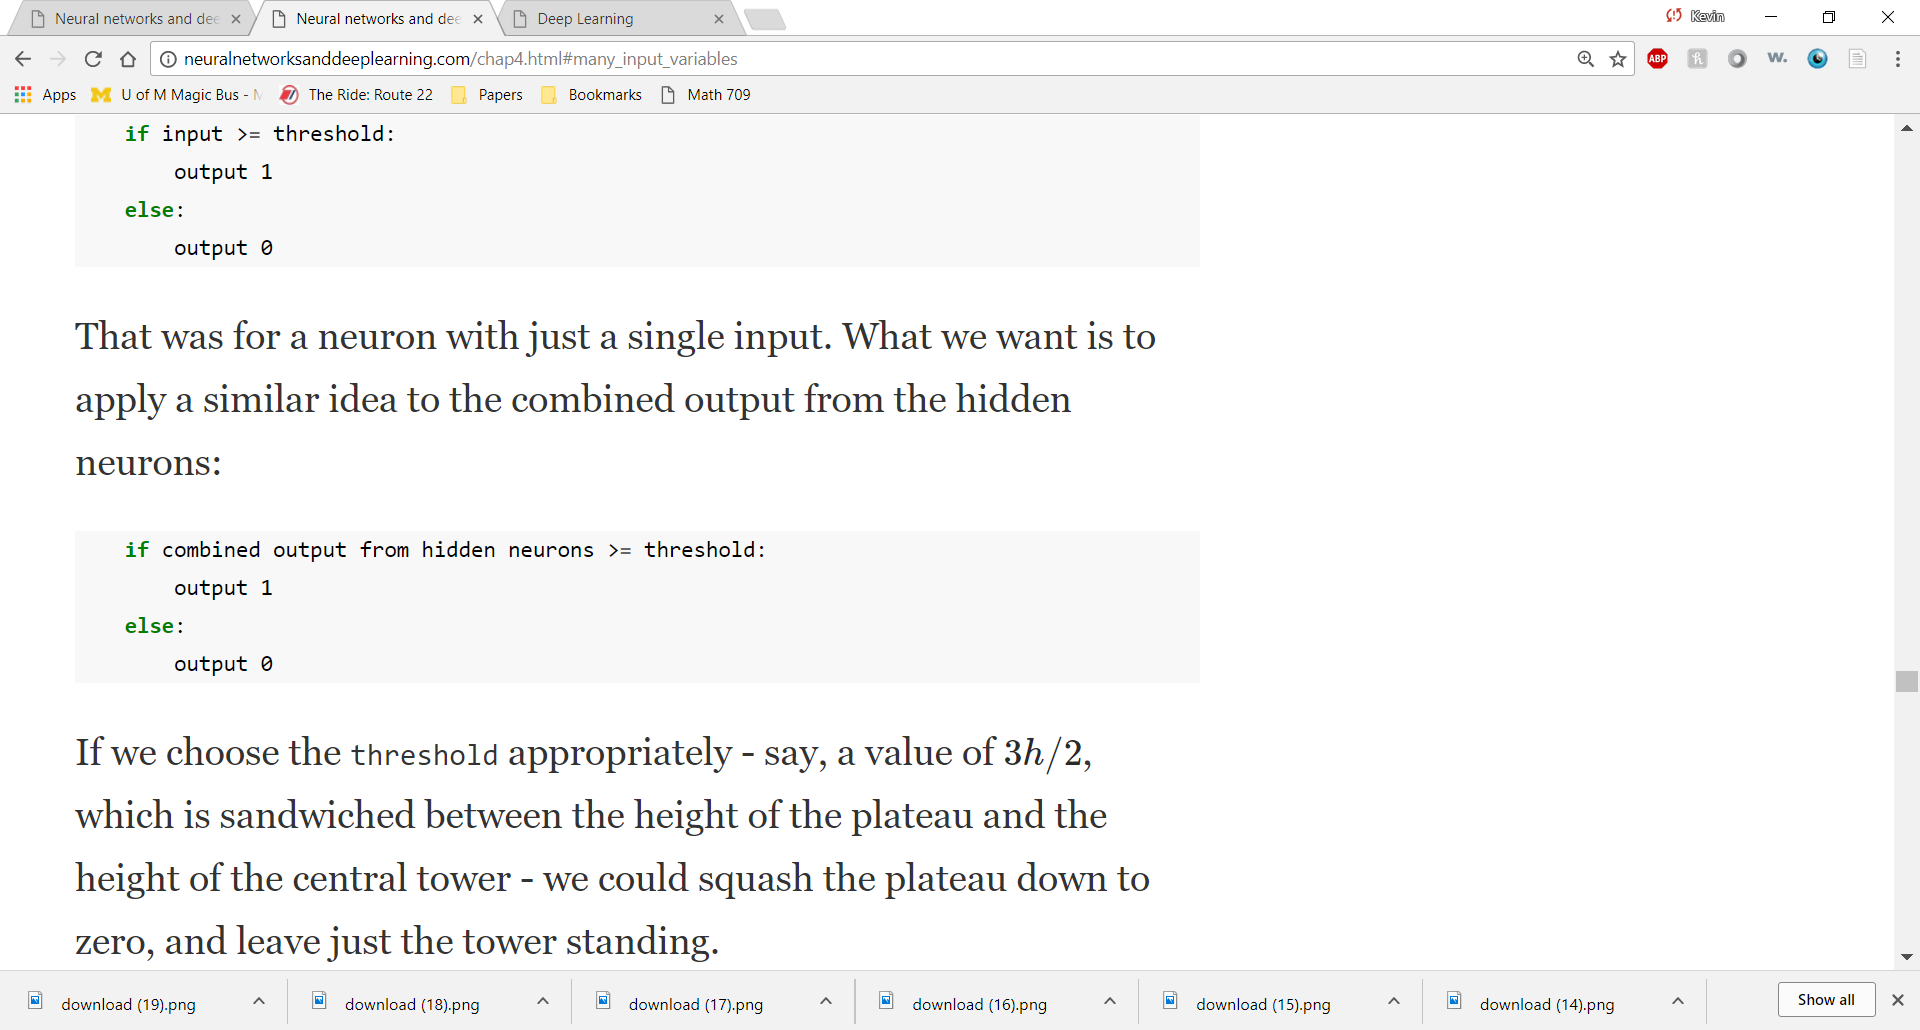 Neural networks and dee
Neural networks and dee
Deep Learning
Kevin
neuralnetworksanddeeplearning.com/chap4.html#many_input_variables
ABP
h
w.
Apps
M
U of M Magic Bus - M
The Ride: Route 22
Papers
Bookmarks
Math 709
if input >= threshold:
output 1
else:
output 0
That was for a neuron with just a single input. What we want is to
apply a similar idea to the combined output from the hidden
neurons:
if combined output from hidden neurons >= threshold:
output 1
else:
output 0
If we choose the threshold appropriately - say, a value of 3h/2,
which is sandwiched between the height of the plateau and the
height of the central tower - we could squash the plateau down to
zero, and leave just the tower standing.
download (19).png
download (18).png
download (17).png
download (16).png
download (15).png
download (14).png
Show all